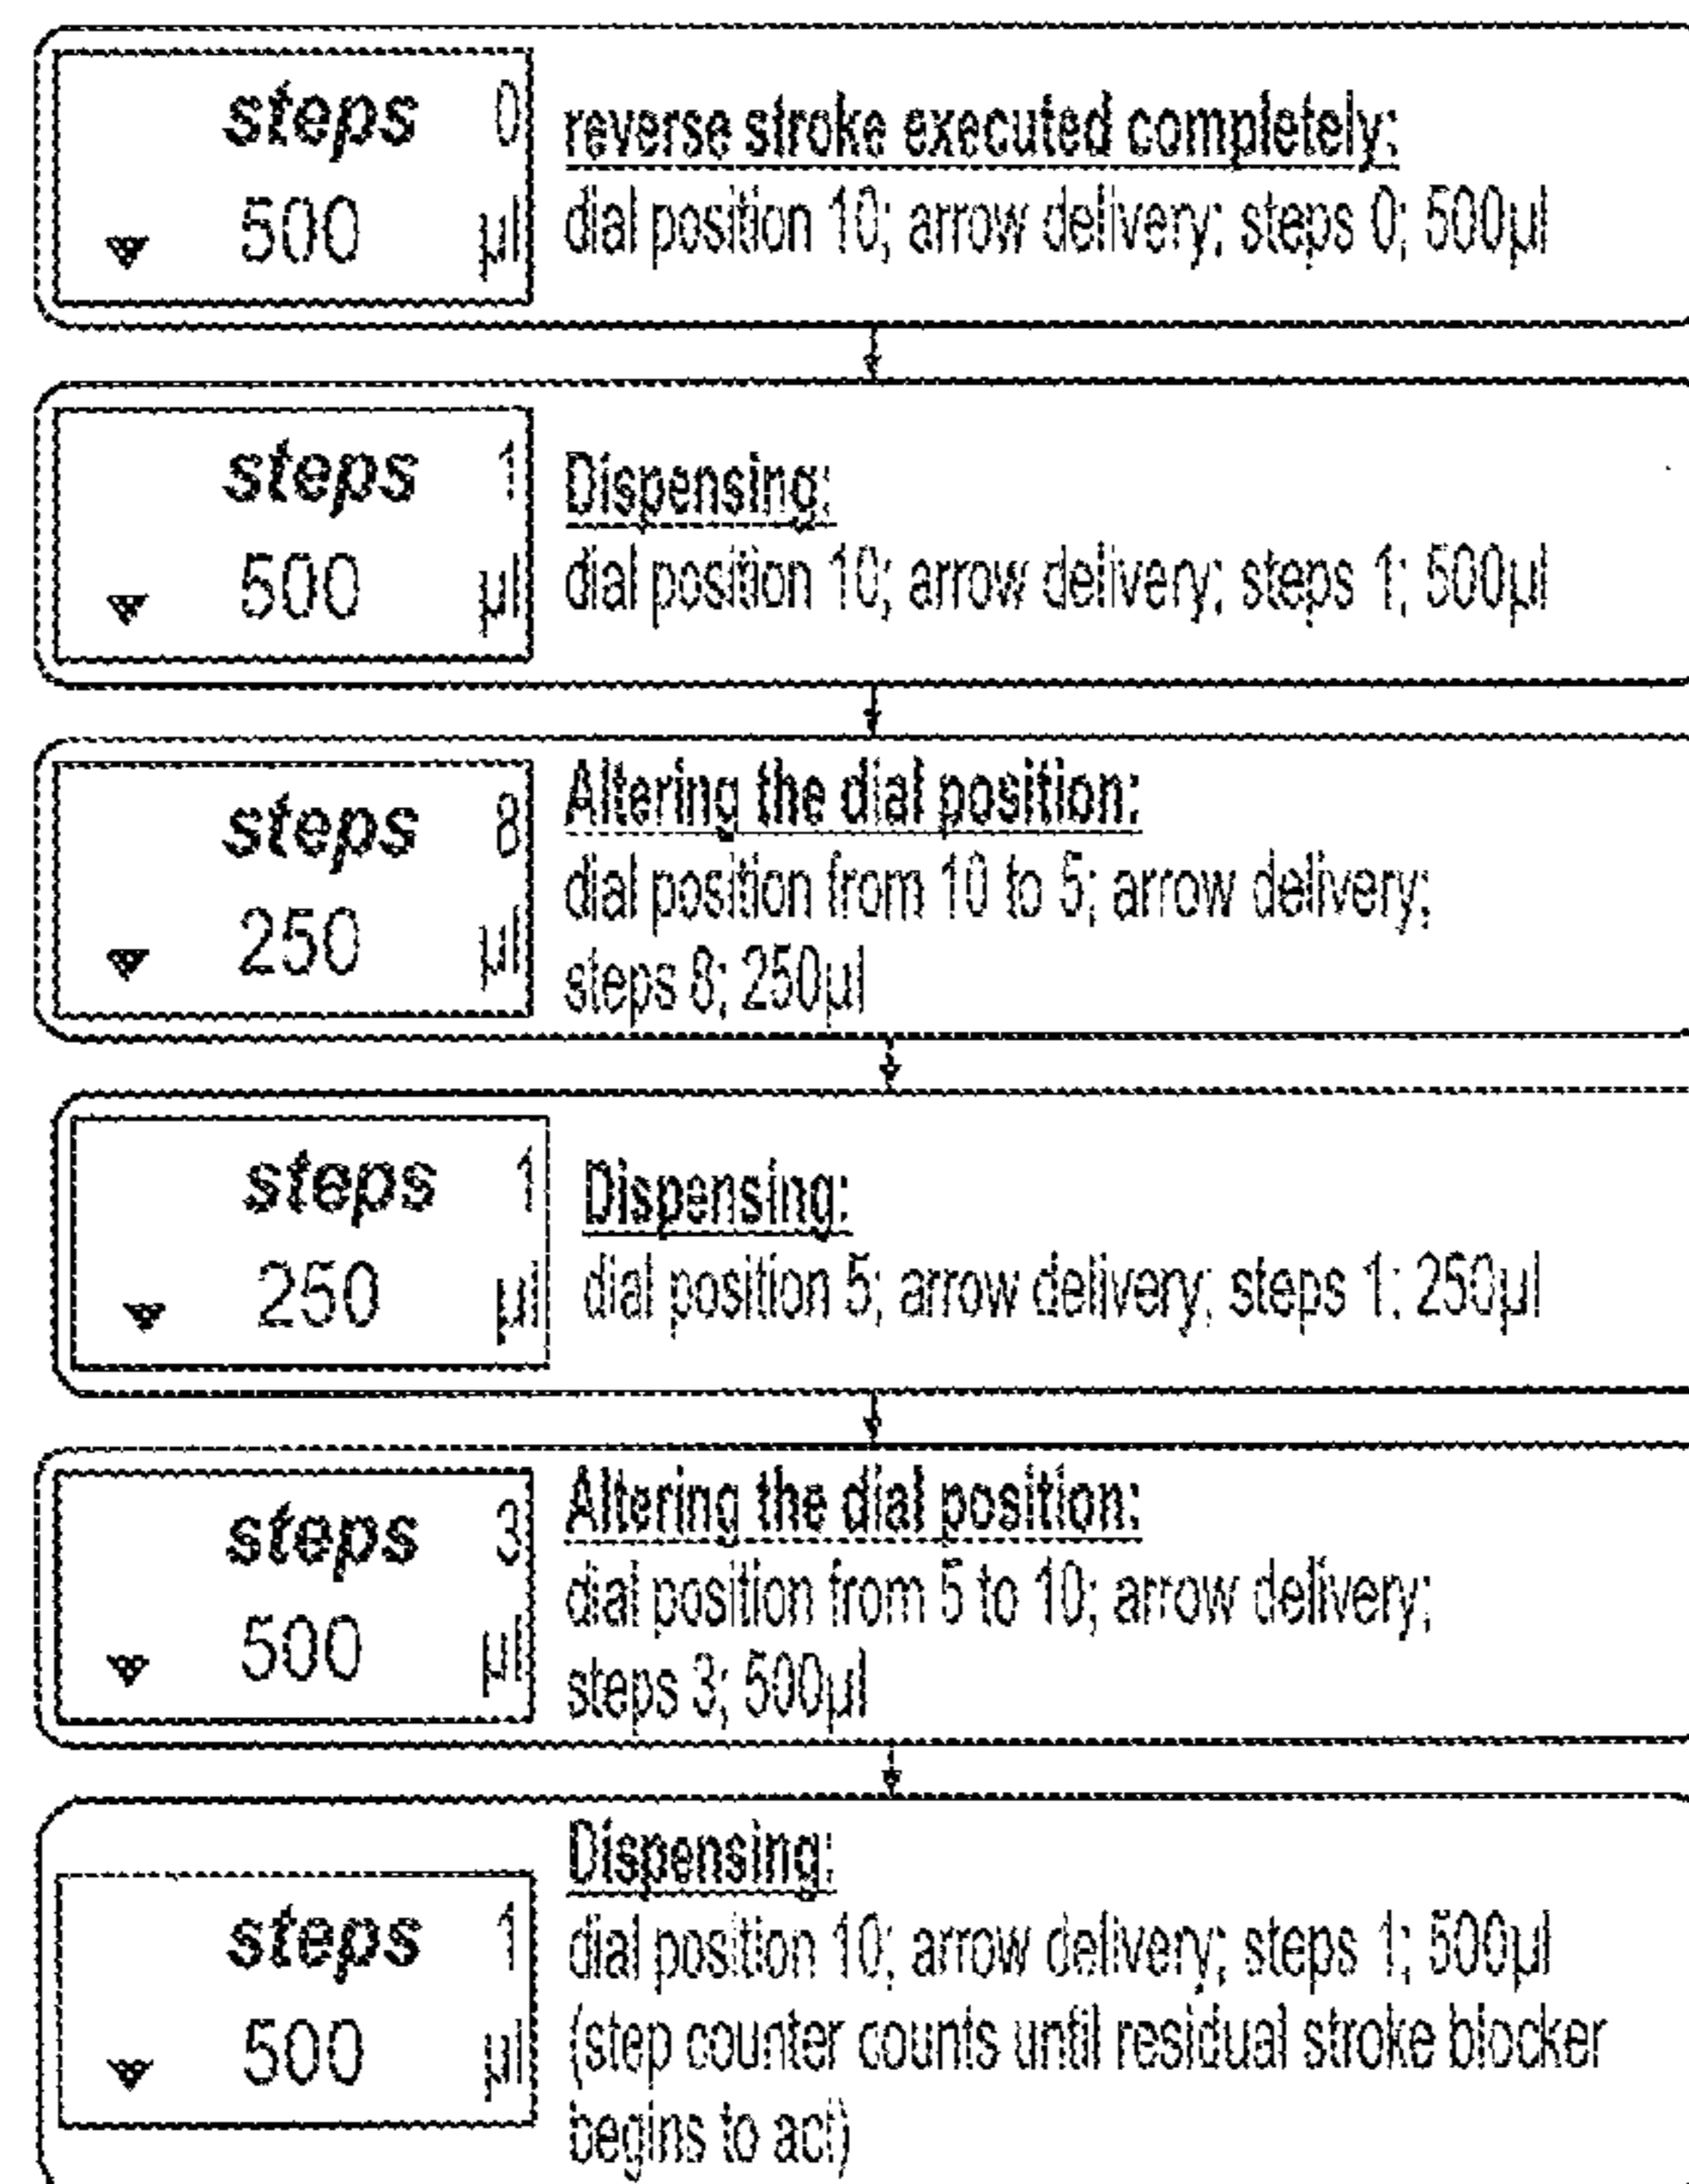 steps 0
500 µl
reverse stroke executed completely:
dial position 10; arrow delivery; steps 0; 500µl
steps 1
500 µl
Dispensing:
dial position 10; arrow delivery; steps 1; 500µl
steps 8
250 µl
Altering the dial position:
dial position from 10 to 5; arrow delivery;
steps 8; 250µl
steps 1
250 µl
Dispensing:
dial position 5; arrow delivery; steps 1; 250µl
steps 3
500 µl
Altering the dial position:
dial position from 5 to 10; arrow delivery;
steps 3; 500µl
steps 1
500 µl
Dispensing:
dial position 10; arrow delivery; steps 1; 500µl
(step counter counts until residual stroke blocker
begins to act)